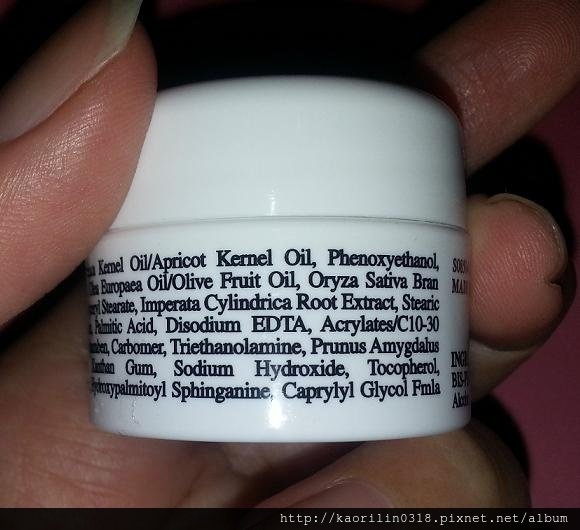 Kernel Oil/Apricot Kernel Oil, Phenoxyethanol,
Europaea Oil/Olive Fruit Oil, Oryza Sativa Bran
Stearate, Imperata Cylindrica Root Extract, Stearic
Palmitic Acid, Disodium EDTA, Acrylates/C10-30
Carbomer, Triethanolamine, Prunus Amygdalus
Xanthan Gum, Sodium Hydroxide, Tocopherol,
Hydroxypalmitoyl Sphinganine, Caprylyl Glycol Fmla
http://kaorilin0318.pixnet.net/album